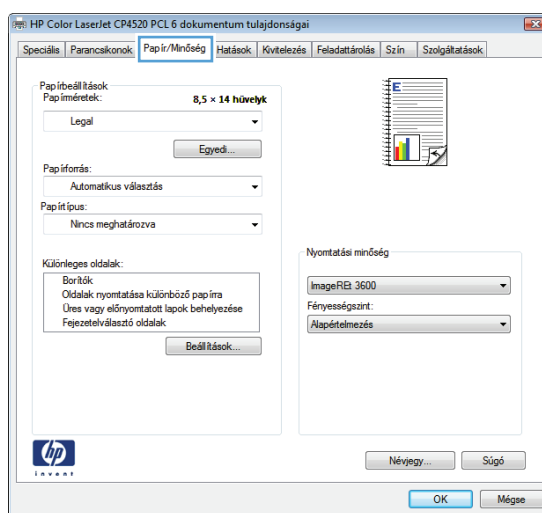 HP Color LaserJet CP4520 PCL 6 dokumentum tulajdonságai
Speciális Parancsikonok Papír/Minőség Hatások Kivitelezés Feladattárolás Szín Szolgáltatások
Papírbeállítások
Papírméretek: 8,5 × 14 hüvelyk
Legal
Egyedi...
Papírforrás:
Automatikus választás
Papírtípus:
Nincs meghatározva
Különleges oldalak:
Borítók
Oldalak nyomtatása különböző papírra
Üres vagy előnyomtatott lapok behelyezése
Fejezetelválasztó oldalak
Beállítások...
E
Nyomtatási minőség
ImageREt 3600
Fényességszint:
Alapértelmezés
hp
invent
Névjegy... Súgó
OK Mégse